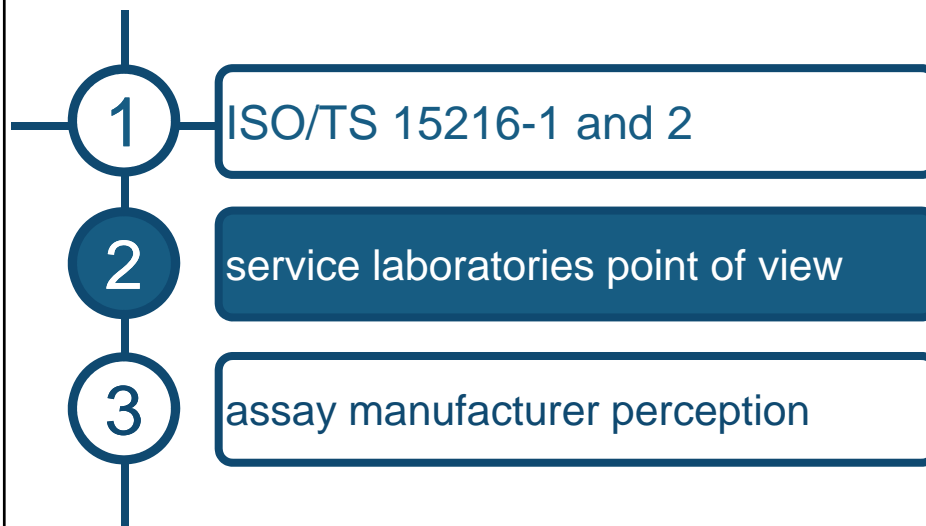 1
ISO/TS 15216-1 and 2
2
service laboratories point of view
3
assay manufacturer perception